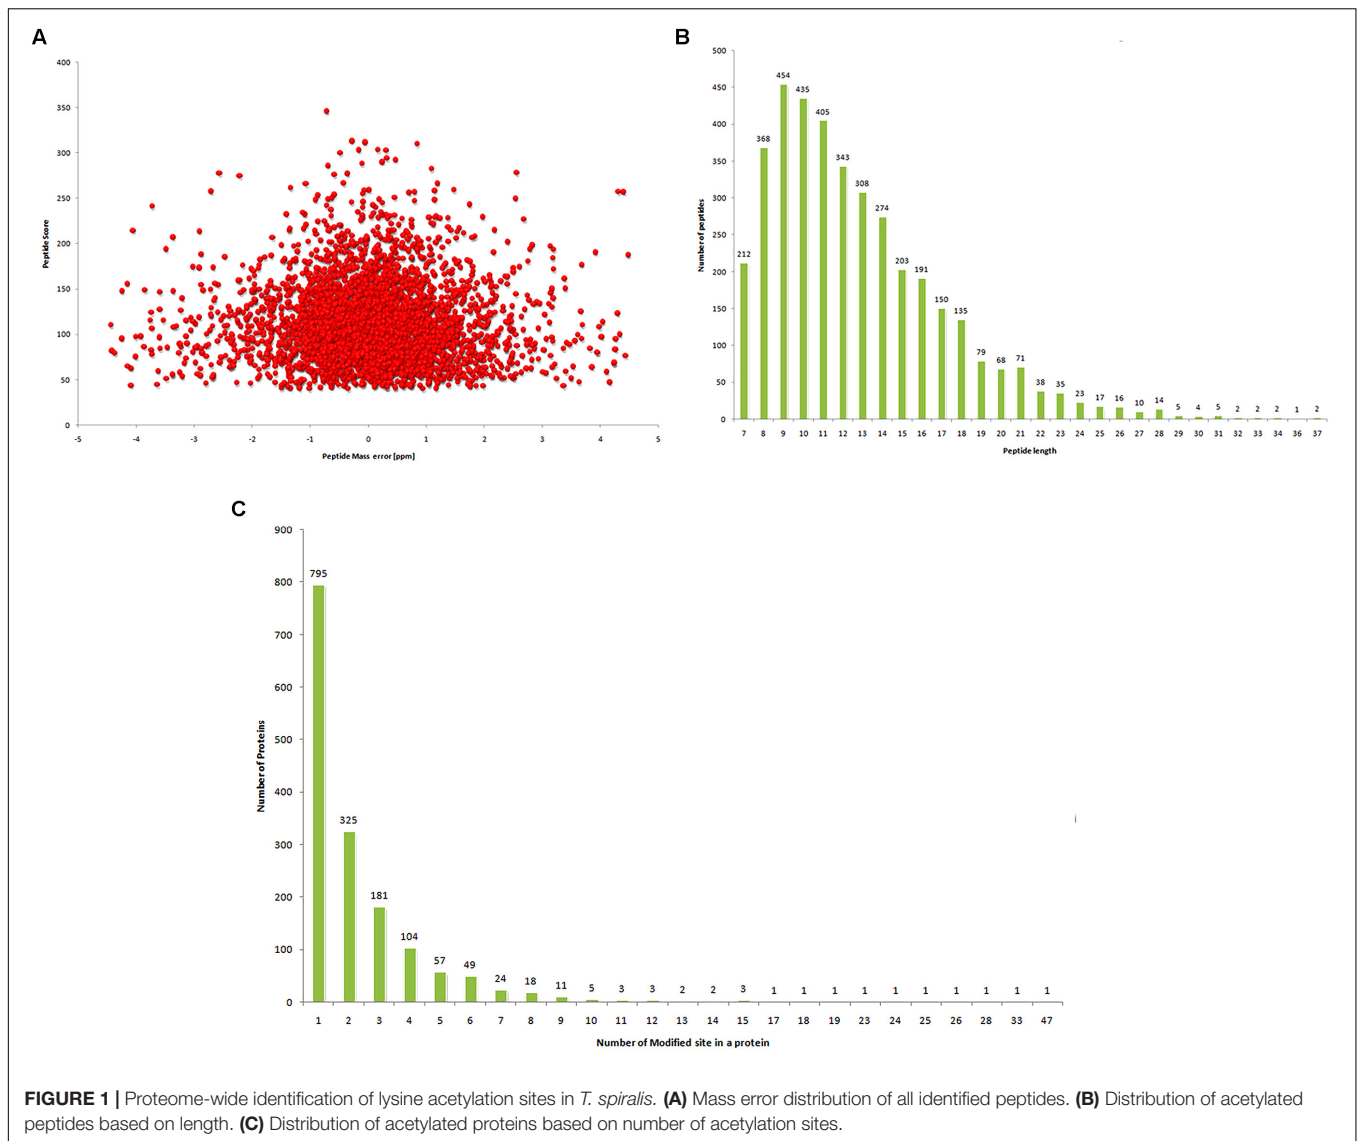 A
400
350
300
250
200
150
100
50
0
Peptide Score
-5 -4 -3 -2 -1 0 1 2 3 4 5
Peptide Mass error [ppm]
B
500
450
400
350
300
250
200
150
100
50
0
Number of peptides
212 368 454 435 405 343 308 274 203 191 150 135 79 68 71 38 35 23 17 16 10 14 5 4 5 2 2 2 1 2
7 8 9 10 11 12 13 14 15 16 17 18 19 20 21 22 23 24 25 26 27 28 29 30 31 32 33 34 36 37
Peptide length
C
900
800
700
600
500
400
300
200
100
0
Number of Proteins
795 325 181 104 57 49 24 18 11 5 3 3 2 2 3 1 1 1 1 1 1 1 1 1 1
1 2 3 4 5 6 7 8 9 10 11 12 13 14 15 17 18 19 23 24 25 26 28 33 47
Number of Modified site in a protein
FIGURE 1 | Proteome-wide identification of lysine acetylation sites in T. spiralis. (A) Mass error distribution of all identified peptides. (B) Distribution of acetylated
peptides based on length. (C) Distribution of acetylated proteins based on number of acetylation sites.